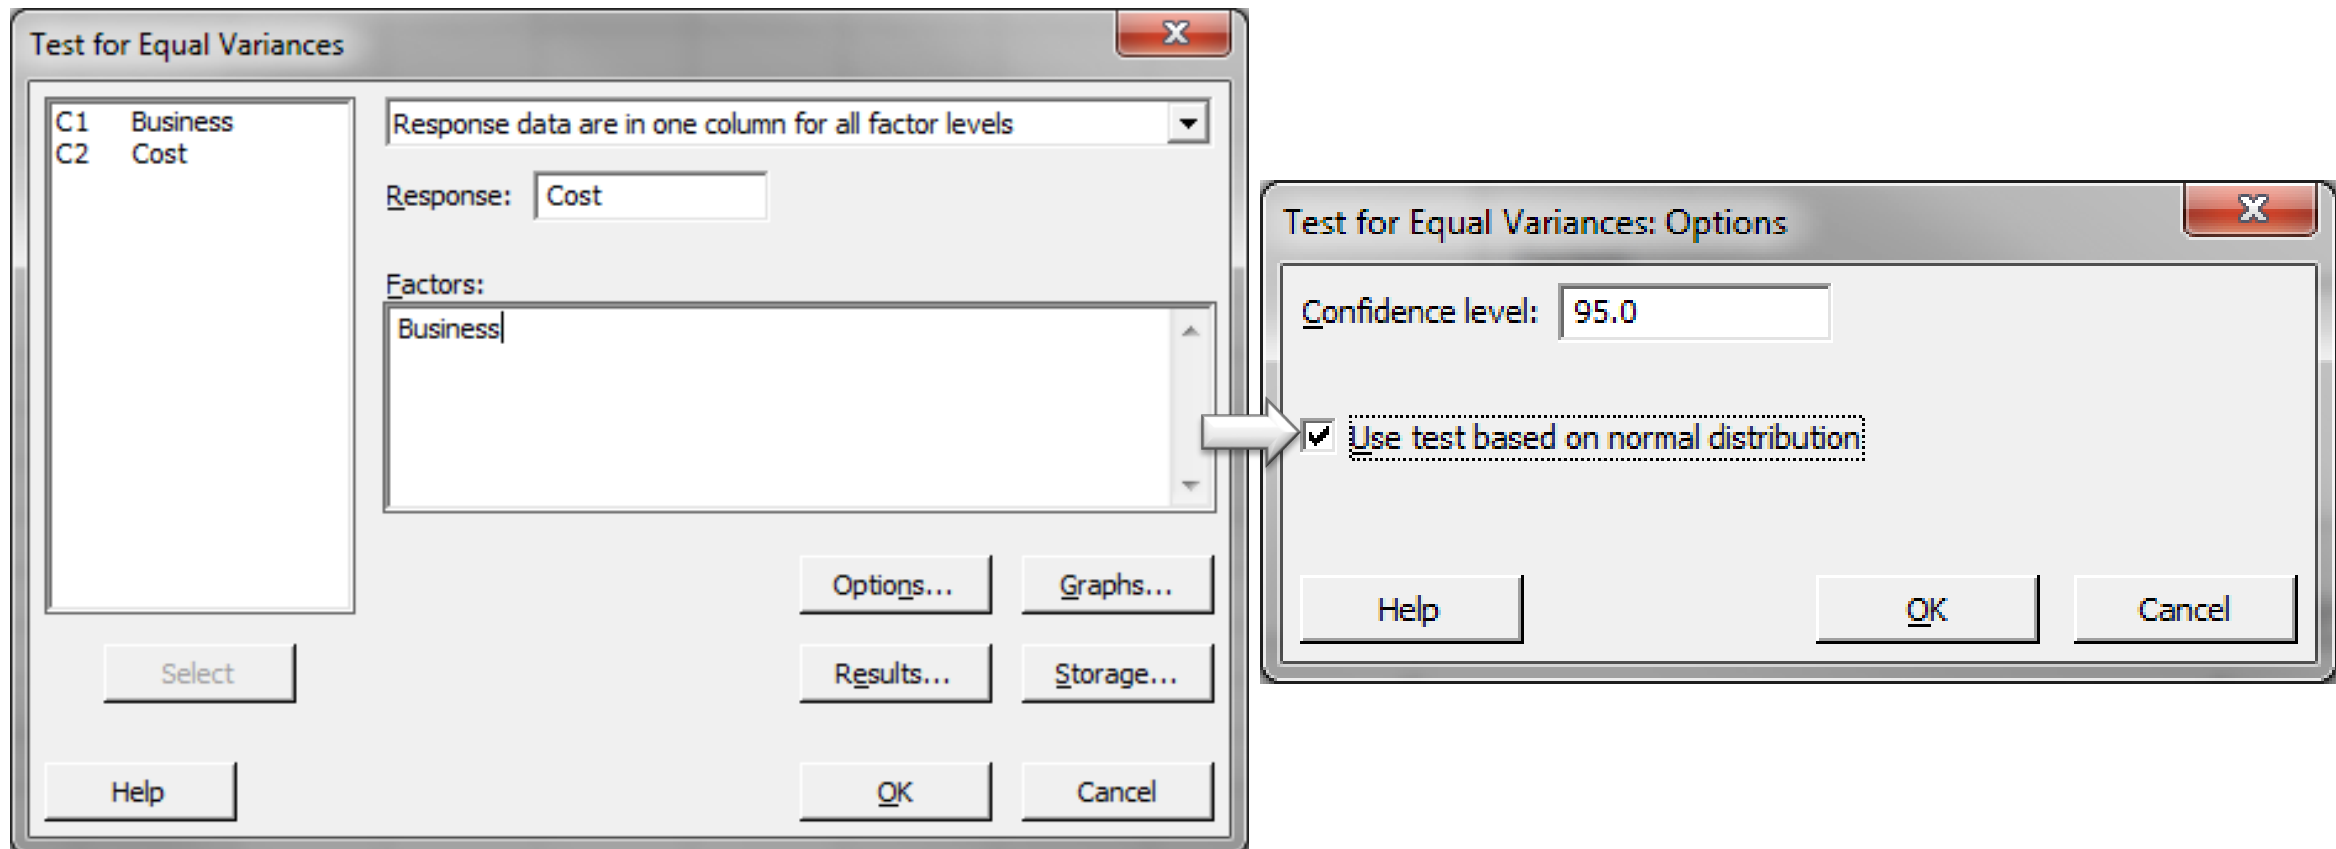 Test for Equal Variances
C1 Business
C2 Cost
Response data are in one column for all factor levels
Response: Cost
Factors:
Business
Options... Graphs...
Select Results... Storage...
Help OK Cancel
Test for Equal Variances: Options
Confidence level: 95.0
Use test based on normal distribution
Help OK Cancel